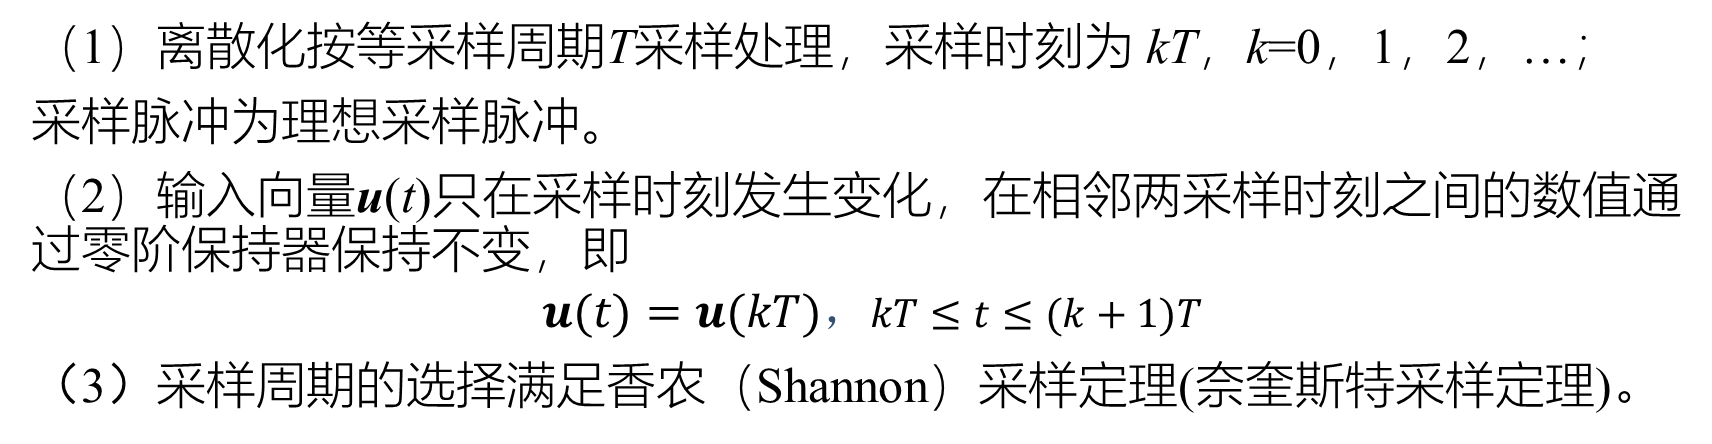 （1）离散化按等采样周期T采样处理，采样时刻为 kT，k=0，1，2，…；
采样脉冲为理想采样脉冲。
（2）输入向量u(t)只在采样时刻发生变化，在相邻两采样时刻之间的数值通
过零阶保持器保持不变，即
u(t) = u(kT)，kT ≤ t ≤ (k + 1)T
（3）采样周期的选择满足香农（Shannon）采样定理(奈奎斯特采样定理)。